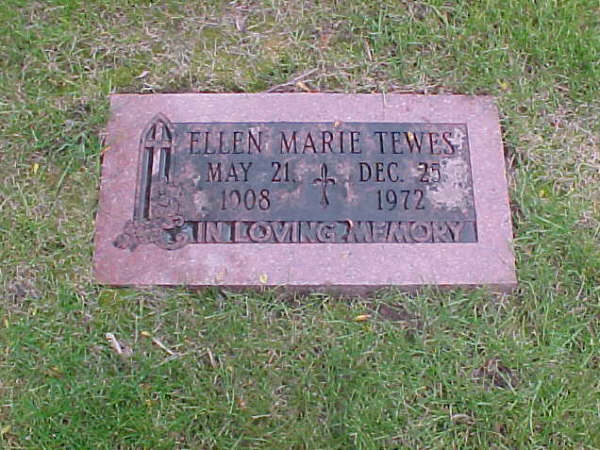 ELLEN MARIE TEWES
MAY 21, DEC. 25,
1908 1972
IN LOVING MEMORY